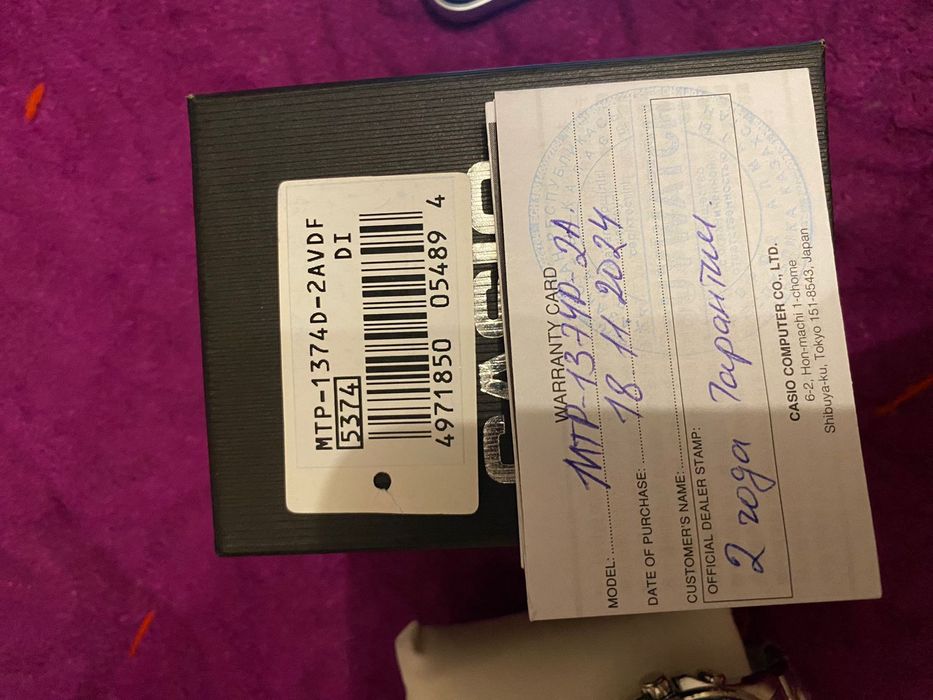 MTP-1374D-2AVDF
5374 DI
4971850 05489 4
CASIO
WARRANTY CARD
MODEL: MTP-1374D-2A
DATE OF PURCHASE: 18 11 2024
CUSTOMER'S NAME:
OFFICIAL DEALER STAMP:
2 года Гарантии.
CASIO COMPUTER CO., LTD.
6-2, Hon-machi 1-chome
Shibuya-ku, Tokyo 151-8543, Japan